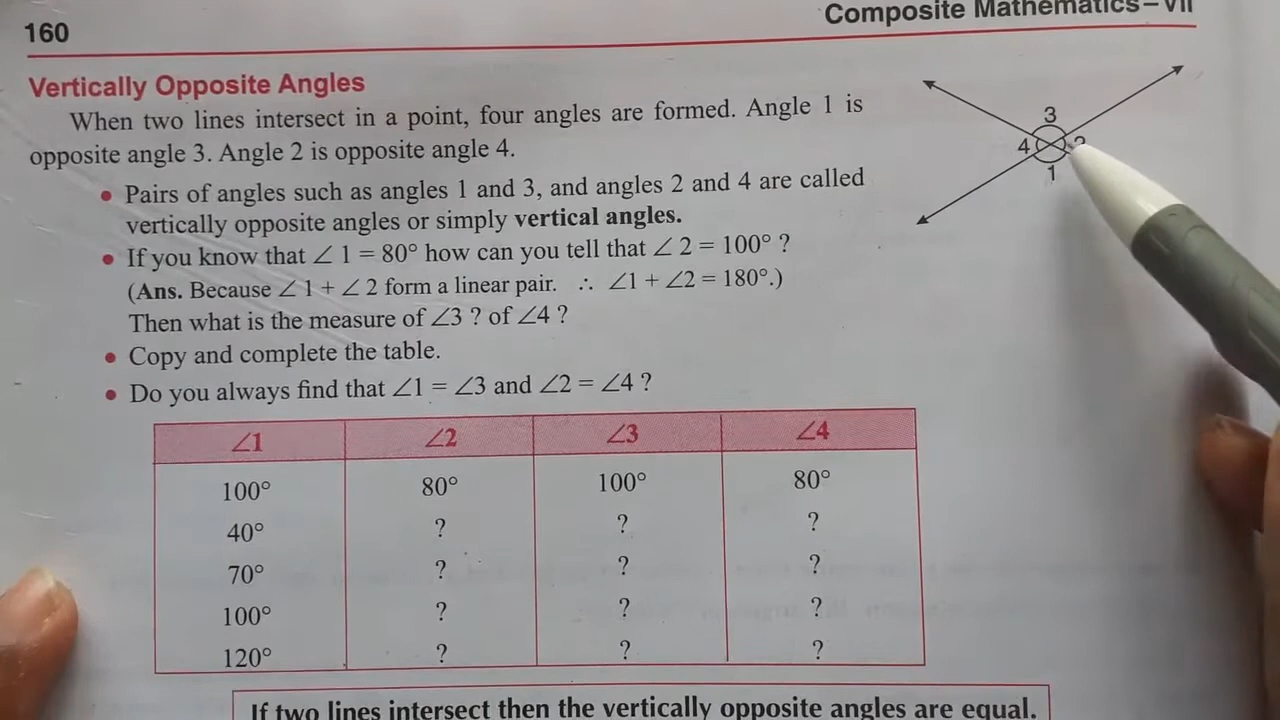 160
Composite Mathematics–VII
Vertically Opposite Angles
When two lines intersect in a point, four angles are formed. Angle 1 is
opposite angle 3. Angle 2 is opposite angle 4.
• Pairs of angles such as angles 1 and 3, and angles 2 and 4 are called
vertically opposite angles or simply vertical angles.
• If you know that ∠ 1 = 80° how can you tell that ∠ 2 = 100° ?
(Ans. Because ∠ 1 + ∠ 2 form a linear pair. ∴ ∠1 + ∠2 = 180°.)
Then what is the measure of ∠3 ? of ∠4 ?
• Copy and complete the table.
• Do you always find that ∠1 = ∠3 and ∠2 = ∠4 ?
3
4
1
∠1 ∠2 ∠3 ∠4
100° 80° 100° 80°
40° ? ? ?
70° ? ? ?
100° ? ? ?
120° ? ? ?
If two lines intersect then the vertically opposite angles are equal.